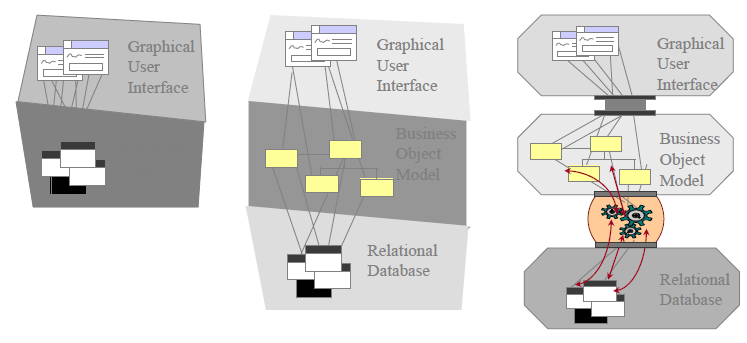 Graphical
User
Interface
Graphical
User
Interface
Business
Object
Model
Relational
Database
Graphical
User
Interface
Business
Object
Model
Relational
Database